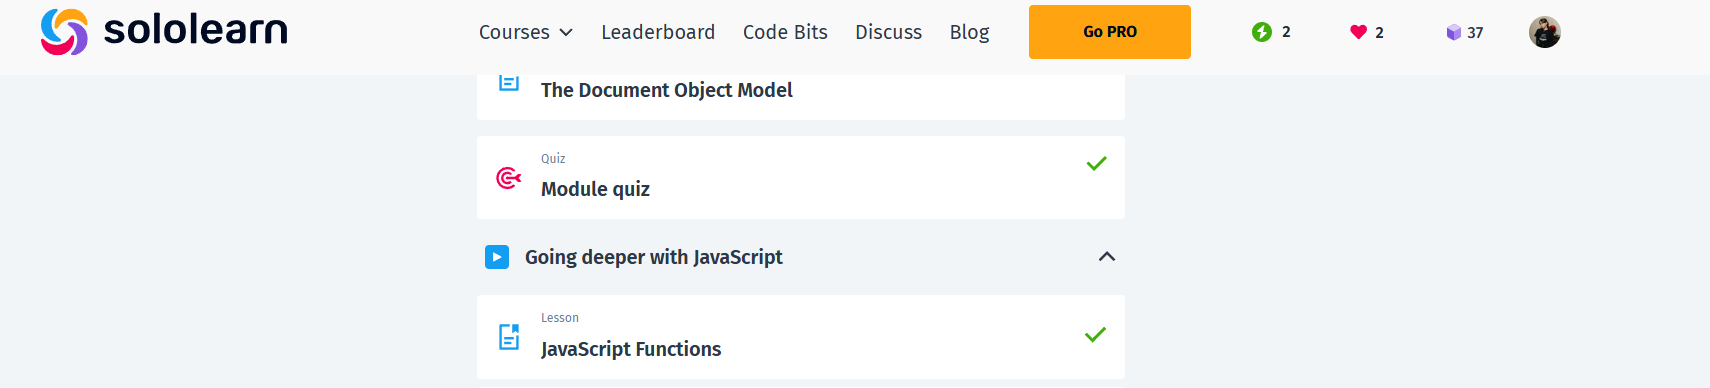 sololearn Courses Leaderboard Code Bits Discuss Blog Go PRO 2 2 37
The Document Object Model
Quiz
Module quiz
Going deeper with JavaScript
Lesson
JavaScript Functions